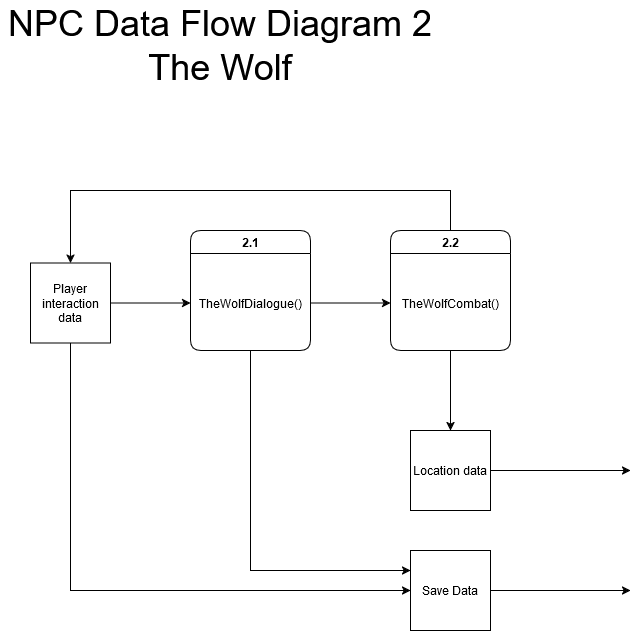 NPC Data Flow Diagram 2
The Wolf
2.1
2.2
Player
interaction
data
TheWolfDialogue()
TheWolfCombat()
Location data
Save Data